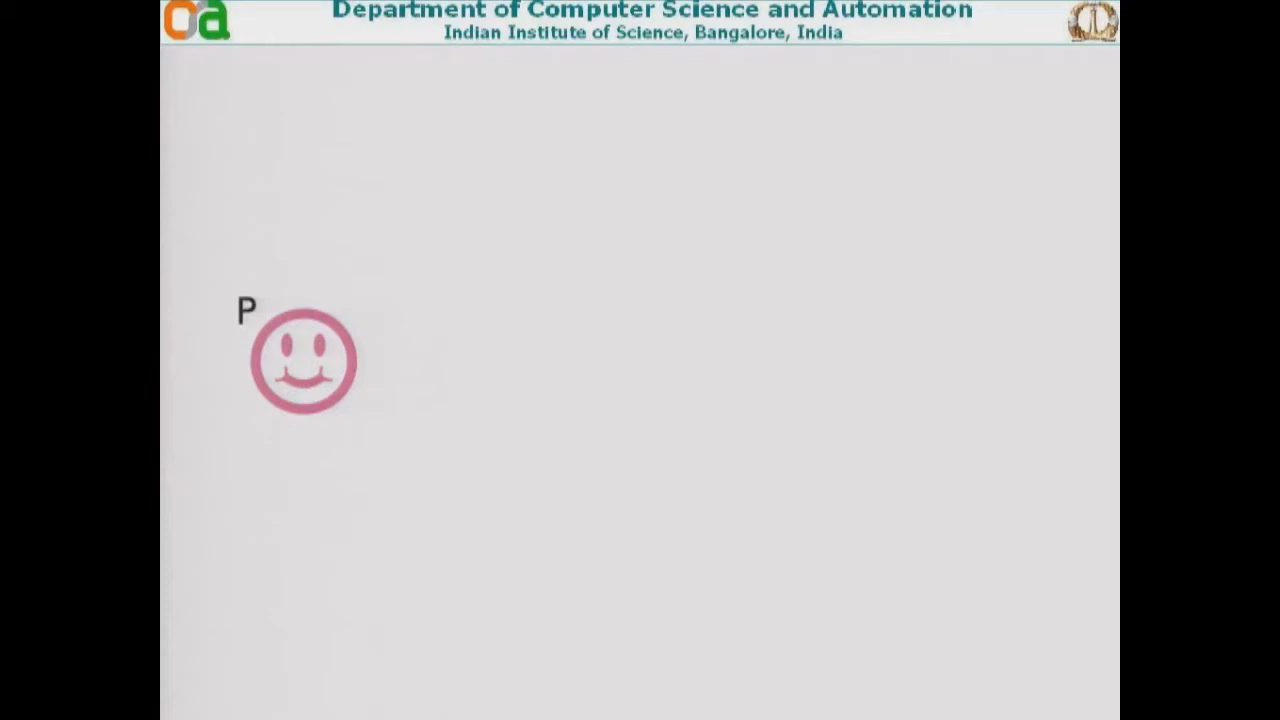 Department of Computer Science and Automation
Indian Institute of Science, Bangalore, India
P